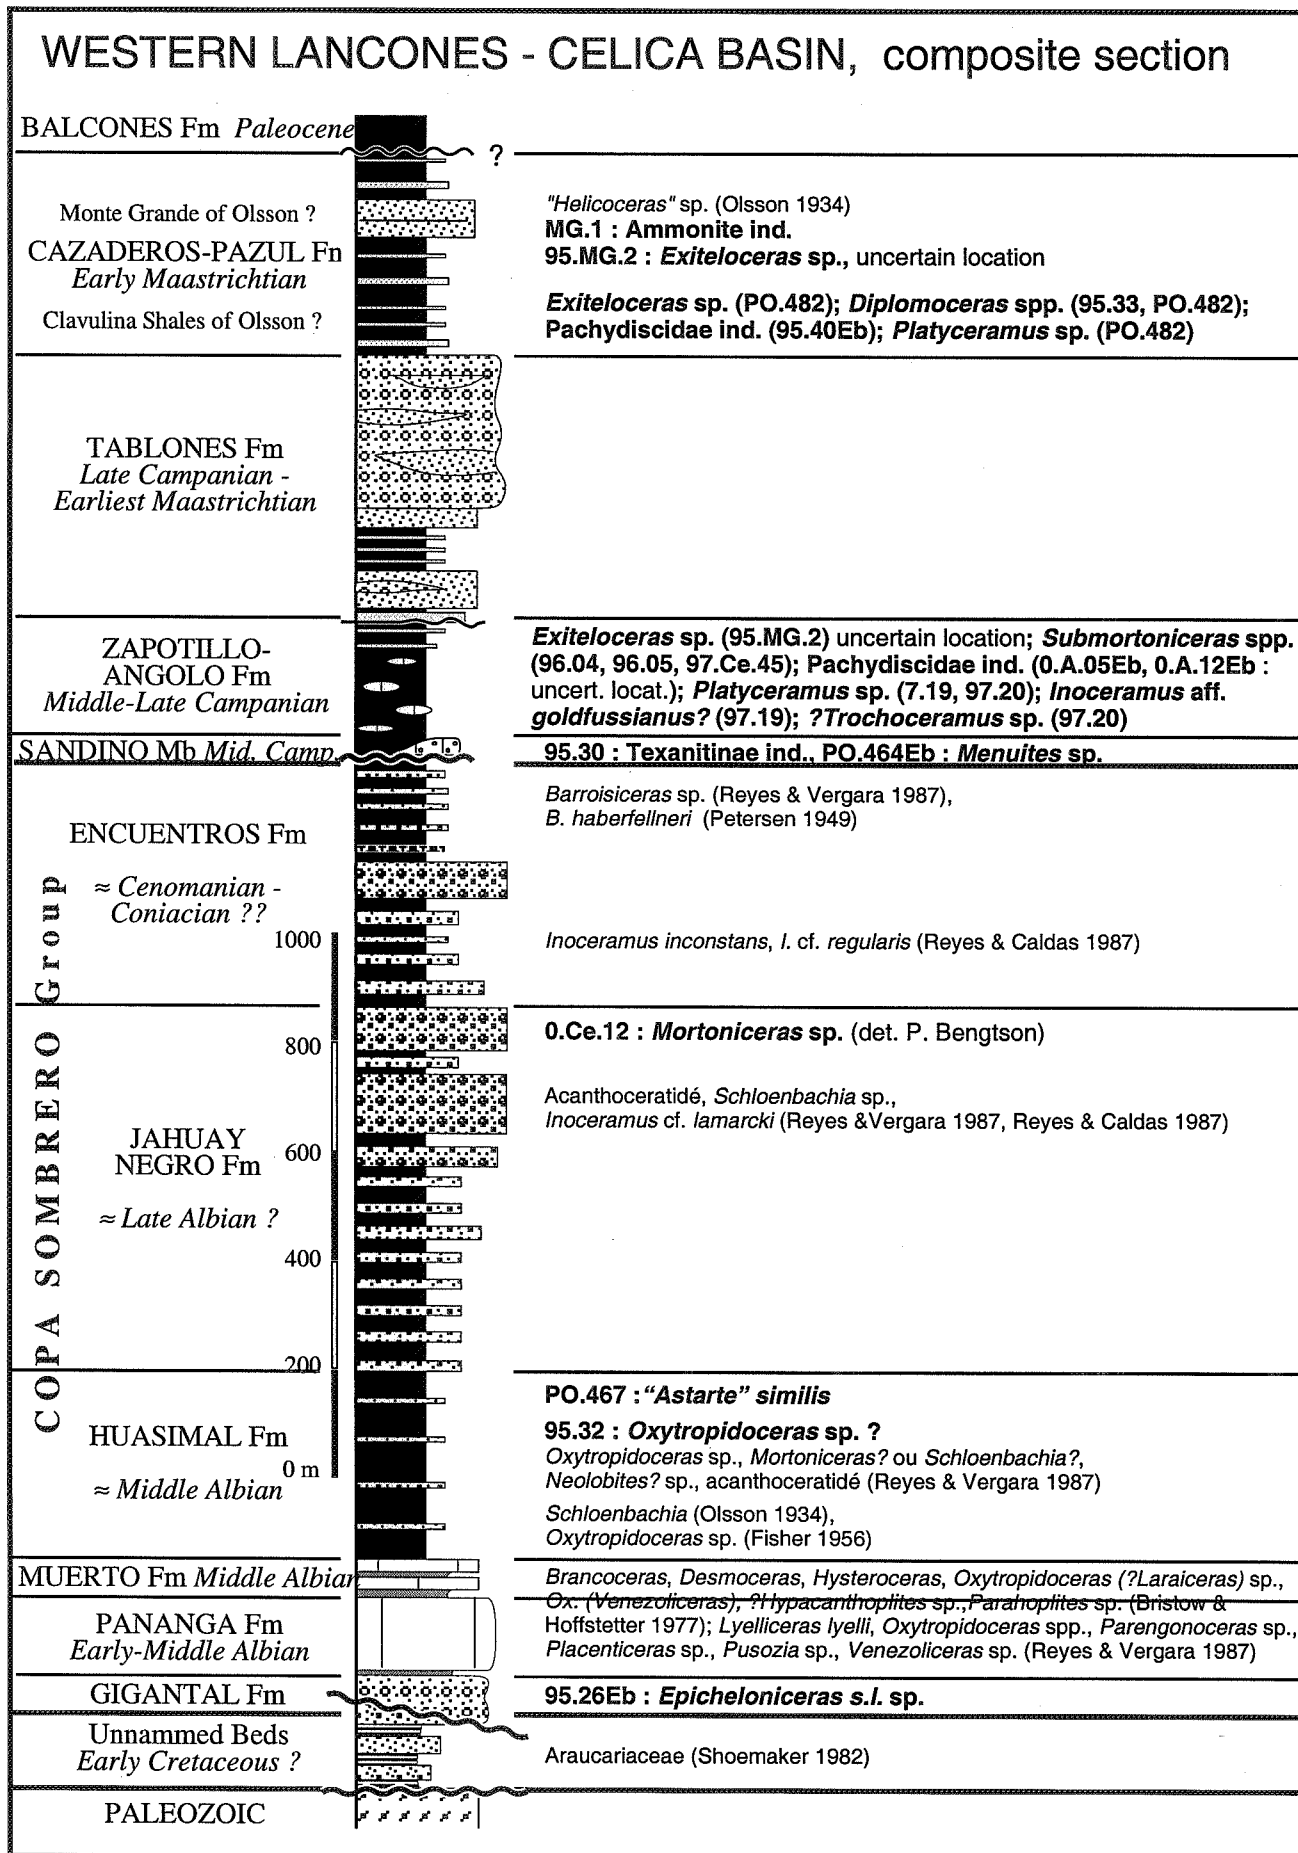 WESTERN LANCONES - CELICA BASIN, composite section
BALCONES Fm Paleocene
?
Monte Grande of Olsson ?
CAZADEROS-PAZUL Fn
Early Maastrichtian
Clavulina Shales of Olsson ?
"Helicoceras" sp. (Olsson 1934)
MG.1 : Ammonite ind.
95.MG.2 : Exiteloceras sp., uncertain location
Exiteloceras sp. (PO.482); Diplomoceras spp. (95.33, PO.482);
Pachydiscidae ind. (95.40Eb); Platyceramus sp. (PO.482)
TABLONES Fm
Late Campanian -
Earliest Maastrichtian
ZAPOTILLO-
ANGOLO Fm
Middle-Late Campanian
Exiteloceras sp. (95.MG.2) uncertain location; Submortoniceras spp.
(96.04, 96.05, 97.Ce.45); Pachydiscidae ind. (0.A.05Eb, 0.A.12Eb :
uncert. locat.); Platyceramus sp. (7.19, 97.20); Inoceramus aff.
goldfussianus? (97.19); ?Trochoceramus sp. (97.20)
SANDINO Mb Mid. Camp.
95.30 : Texanitinae ind., PO.464Eb : Menuites sp.
COPA SOMBRERO Group
ENCUENTROS Fm
≈ Cenomanian -
Coniacian ??
1000
Barroisiceras sp. (Reyes & Vergara 1987),
B. haberfellneri (Petersen 1949)
Inoceramus inconstans, I. cf. regularis (Reyes & Caldas 1987)
800
JAHUAY
NEGRO Fm
600
≈ Late Albian ?
400
200
0.Ce.12 : Mortoniceras sp. (det. P. Bengtson)
Acanthoceratidé, Schloenbachia sp.,
Inoceramus cf. lamarcki (Reyes &Vergara 1987, Reyes & Caldas 1987)
HUASIMAL Fm
0 m
≈ Middle Albian
PO.467 : "Astarte" similis
95.32 : Oxytropidoceras sp. ?
Oxytropidoceras sp., Mortoniceras? ou Schloenbachia?,
Neolobites? sp., acanthoceratidé (Reyes & Vergara 1987)
Schloenbachia (Olsson 1934),
Oxytropidoceras sp. (Fisher 1956)
MUERTO Fm Middle Albian
PANANGA Fm
Early-Middle Albian
Brancoceras, Desmoceras, Hysteroceras, Oxytropidoceras (?Laraiceras) sp.,
Ox. (Venezoliceras), ?Hypacanthoplites sp.,Parahoplites sp. (Bristow &
Hoffstetter 1977); Lyelliceras lyelli, Oxytropidoceras spp., Parengonoceras sp.,
Placenticeras sp., Pusozia sp., Venezoliceras sp. (Reyes & Vergara 1987)
GIGANTAL Fm
95.26Eb : Epicheloniceras s.l. sp.
Unnammed Beds
Early Cretaceous ?
Araucariaceae (Shoemaker 1982)
PALEOZOIC